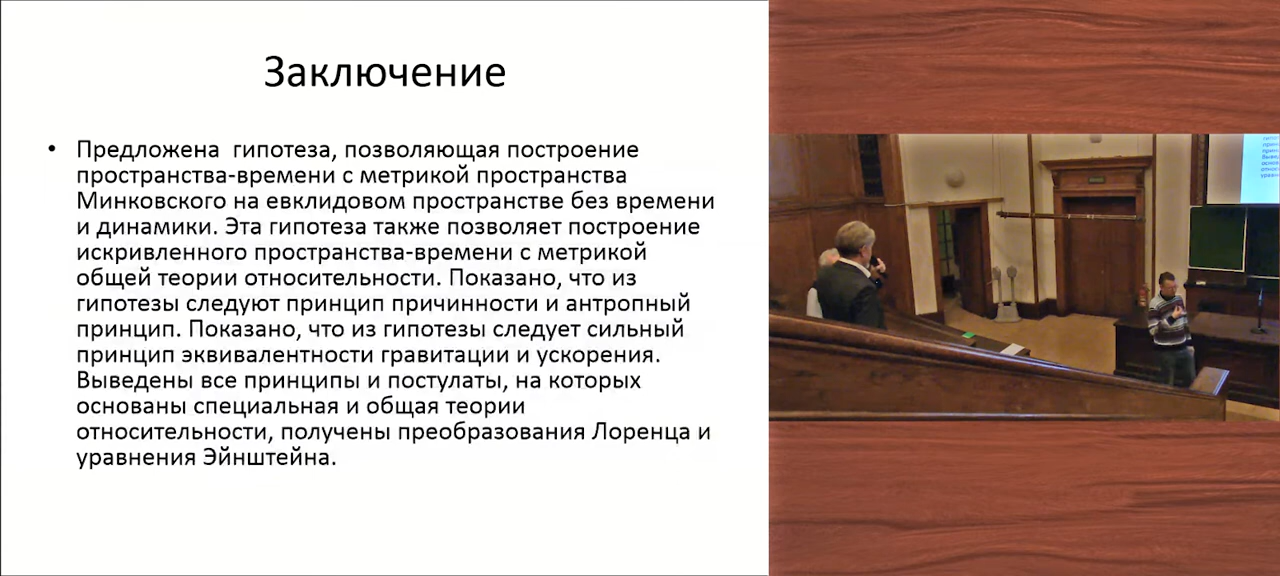 Заключение
• Предложена  гипотеза, позволяющая построение
пространства-времени с метрикой пространства
Минковского на евклидовом пространстве без времени
и динамики. Эта гипотеза также позволяет построение
искривленного пространства-времени с метрикой
общей теории относительности. Показано, что из
гипотезы следуют принцип причинности и антропный
принцип. Показано, что из гипотезы следует сильный
принцип эквивалентности гравитации и ускорения.
Выведены все принципы и постулаты, на которых
основаны специальная и общая теории
относительности, получены преобразования Лоренца и
уравнения Эйнштейна.